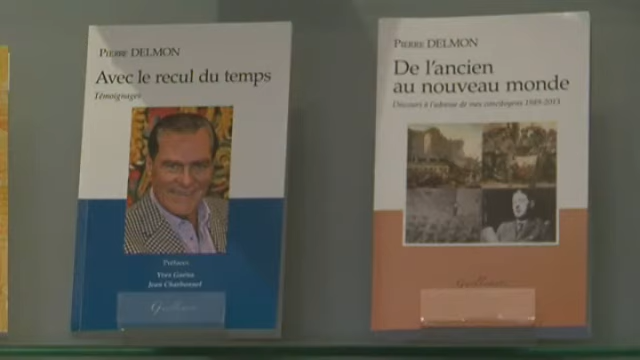 Pierre DELMON
Avec le recul du temps
Témoignages
Préfaces
Yves Guéna
Jean Charbonnel
Pierre DELMON
De l'ancien
au nouveau monde
Discours à l'adresse de mes concitoyens 1989-2013